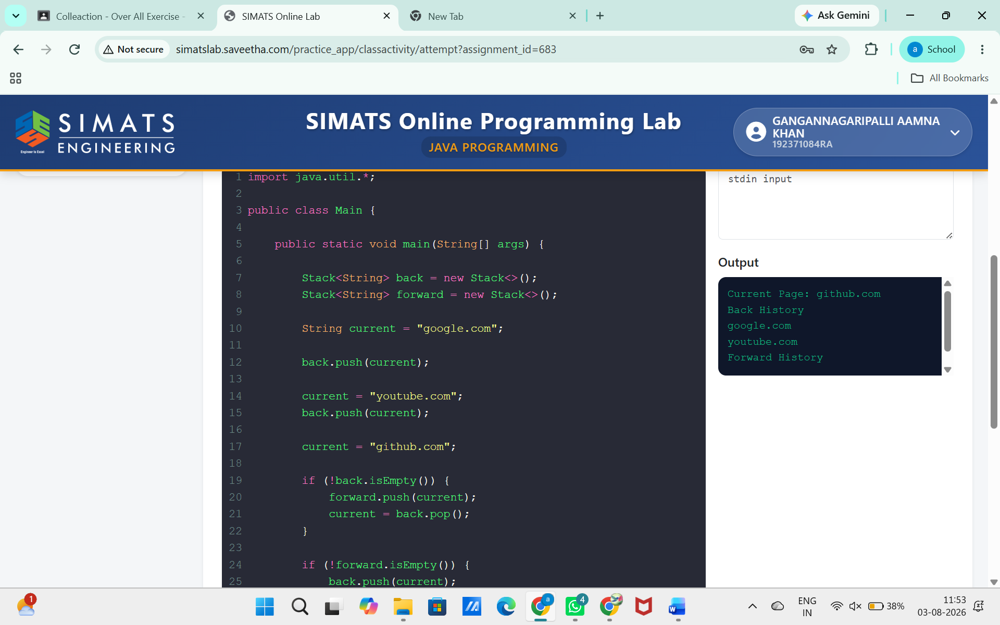 Colleaction - Over All Exercise -
SIMATS Online Lab
New Tab
Ask Gemini
Not secure
simatslab.saveetha.com/practice_app/classactivity/attempt?assignment_id=683
a School
All Bookmarks
SIMATS
ENGINEERING
Engineer to Excel
SIMATS Online Programming Lab
JAVA PROGRAMMING
GANGANNAGARIPALLI AAMNA
KHAN
192371084RA
1 import java.util.*;
2
3 public class Main {
4
5 public static void main(String[] args) {
6
7 Stack<String> back = new Stack<>();
8 Stack<String> forward = new Stack<>();
9
10 String current = "google.com";
11
12 back.push(current);
13
14 current = "youtube.com";
15 back.push(current);
16
17 current = "github.com";
18
19 if (!back.isEmpty()) {
20 forward.push(current);
21 current = back.pop();
22 }
23
24 if (!forward.isEmpty()) {
25 back.push(current);
stdin input
Output
Current Page: github.com
Back History
google.com
youtube.com
Forward History
1
a
4
ENG
IN
38%
11:53
03-08-2026